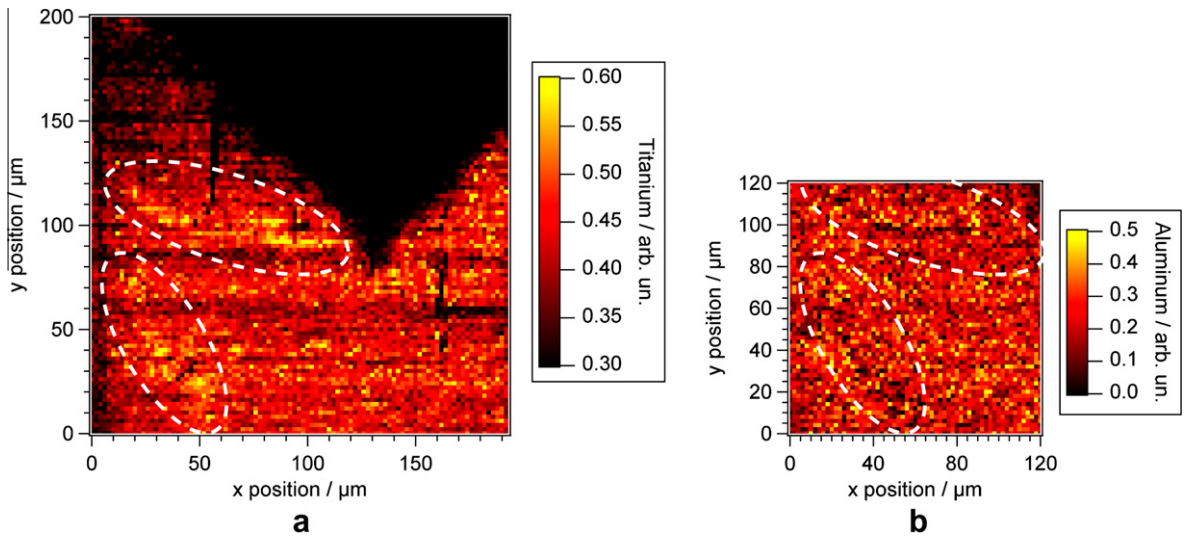 200
150
100
50
0
y position / µm
0 50 100 150
x position / µm
0.60
0.55
0.50
0.45
0.40
0.35
0.30
Titanium / arb. un.
a
120
100
80
60
40
20
0
y position / µm
0 40 80 120
x position / µm
0.5
0.4
0.3
0.2
0.1
0.0
Aluminum / arb. un.
b